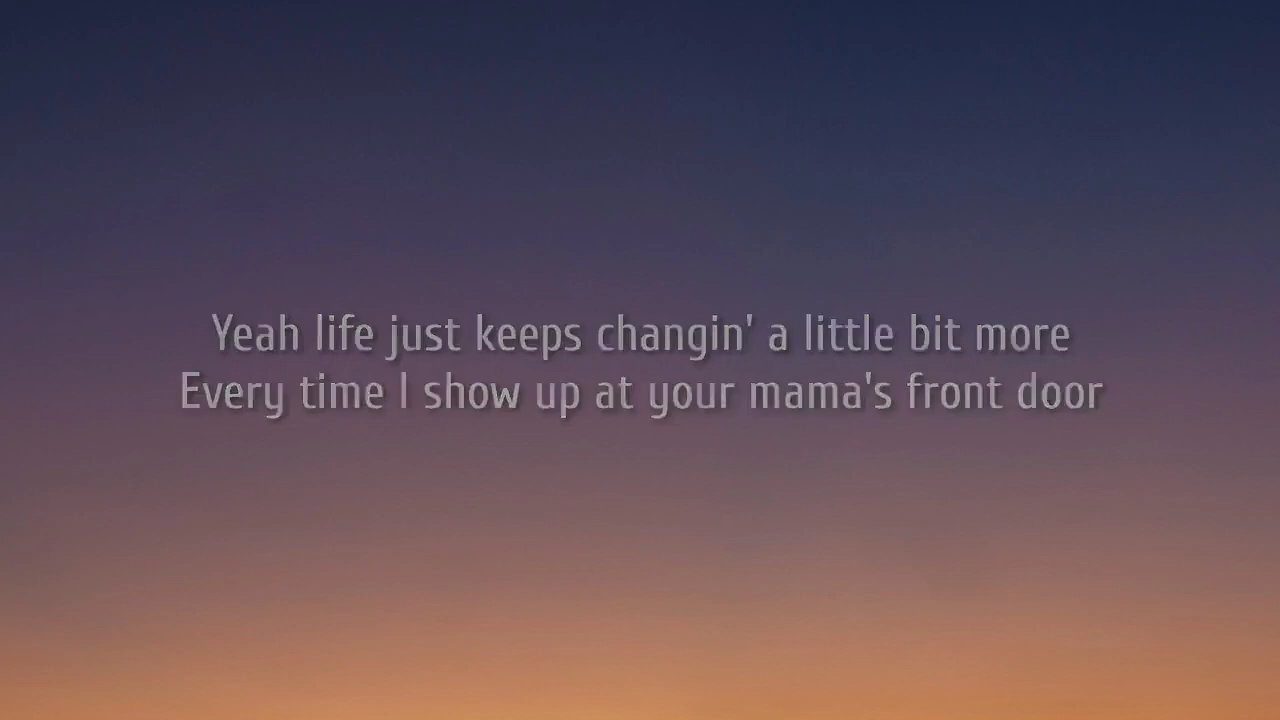 Yeah life just keeps changin' a little bit more
Every time I show up at your mama's front door